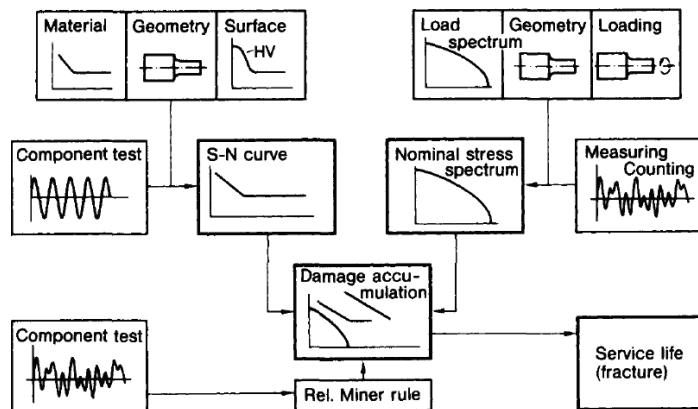 Material
Geometry
Surface
HV
Load
spectrum
Geometry
Loading
Component test
S-N curve
Nominal stress
spectrum
Measuring
Counting
Damage accu-
mulation
Component test
Rel. Miner rule
Service life
(fracture)